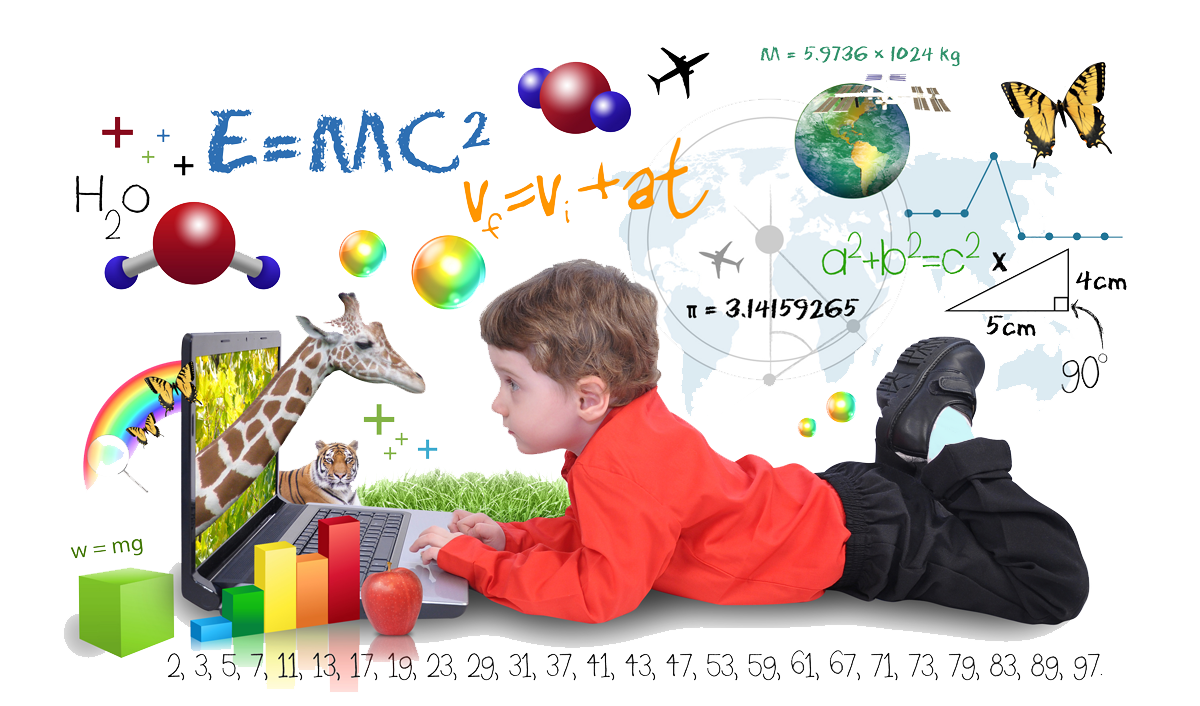 M = 5.9736 × 1024 kg
E=MC²
H₂O
v_f=v_i+at
a²+b²=c²
x
4cm
π = 3.14159265
5cm
90°
w = mg
2, 3, 5, 7, 11, 13, 17, 19, 23, 29, 31, 37, 41, 43, 47, 53, 59, 61, 67, 71, 73, 79, 83, 89, 97.